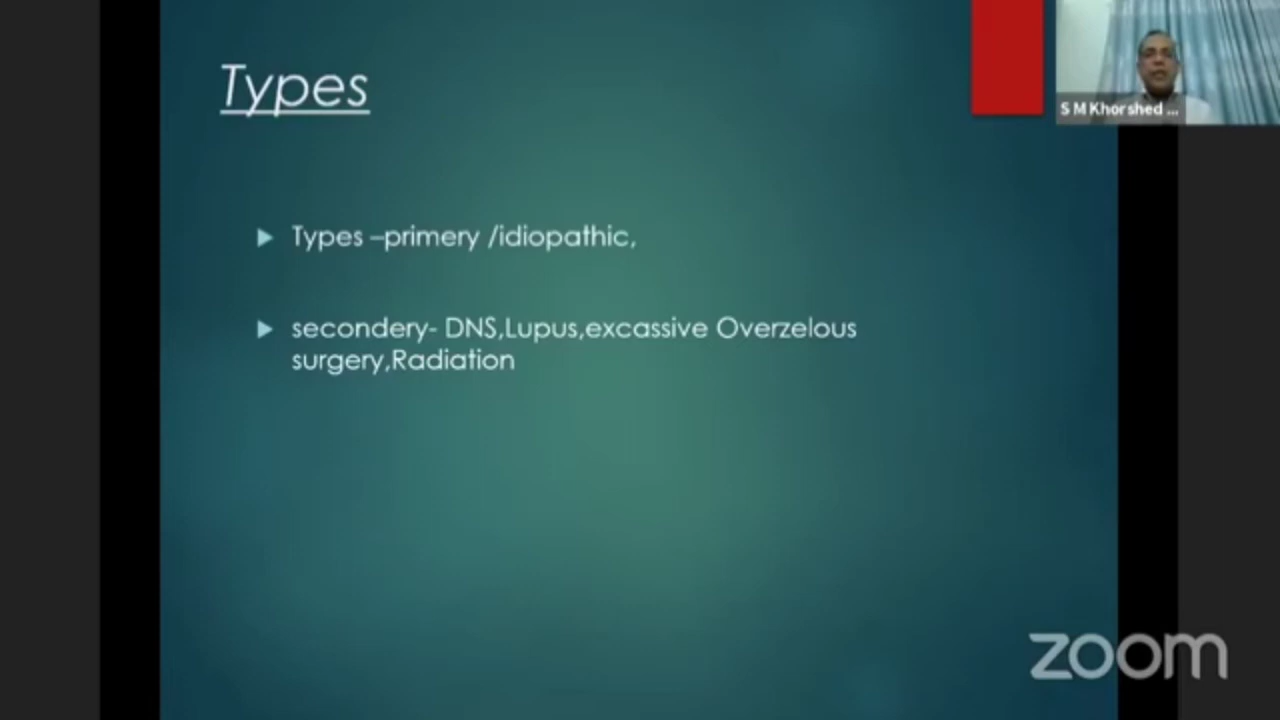 Types
S M Khorshed ...
Types –primery /idiopathic,
secondery- DNS,Lupus,excassive Overzelous
surgery,Radiation
zoom